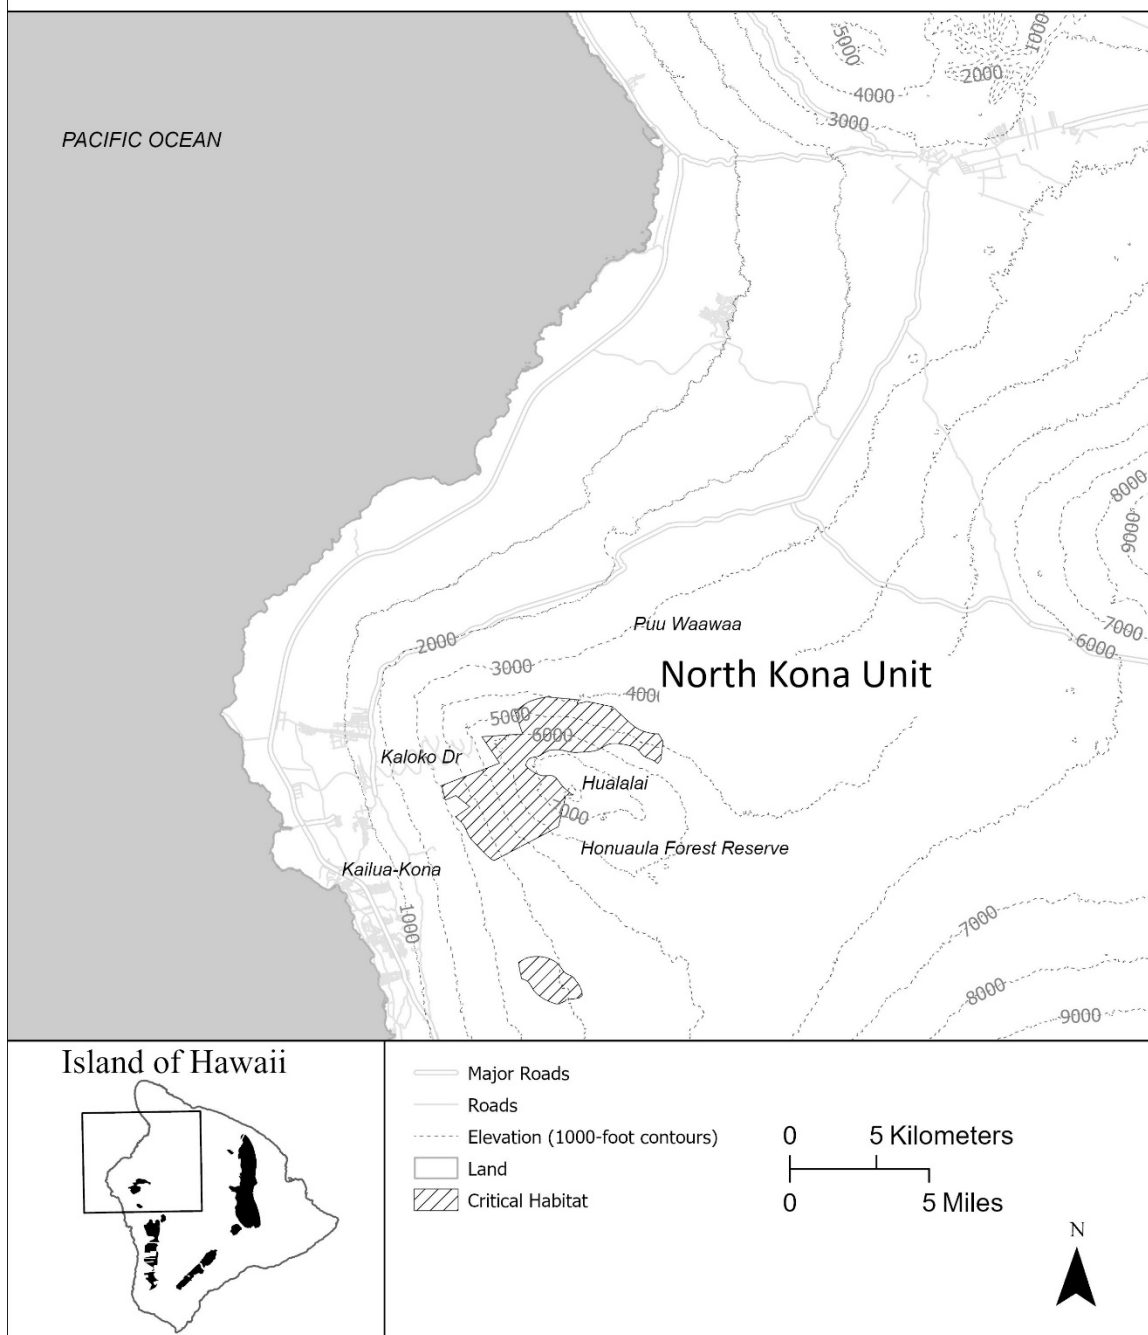 5000
1000
2000
4000
3000
PACIFIC OCEAN
8000
9000
Puu Waawaa
7000
2000
6000
3000
North Kona Unit
400
5000
6000
Kaloko Dr
Hualalai
7000
Honuaula Forest Reserve
Kailua-Kona
1000
7000
8000
9000
Island of Hawaii
Major Roads
Roads
Elevation (1000-foot contours)
Land
Critical Habitat
0 5 Kilometers
0 5 Miles
N